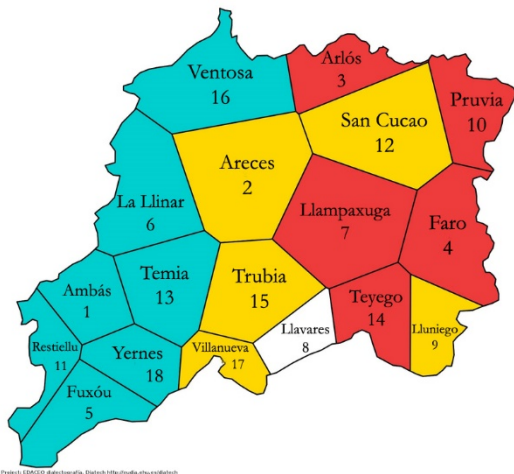 Ventosa
16
Arlós
3
Pruvia
10
San Cucao
12
Areces
2
La Llinar
6
Llampaxuga
7
Faro
4
Temia
13
Trubia
15
Ambás
1
Teyego
14
Llavares
8
Lluniego
9
Restiellu
11
Yernes
18
Villanueva
17
Fuxóu
5